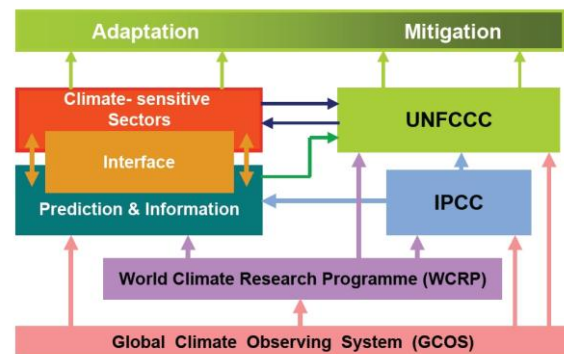 Adaptation
Mitigation
Climate- sensitive
Sectors
UNFCCC
Interface
Prediction & Information
IPCC
World Climate Research Programme (WCRP)
Global Climate Observing System (GCOS)